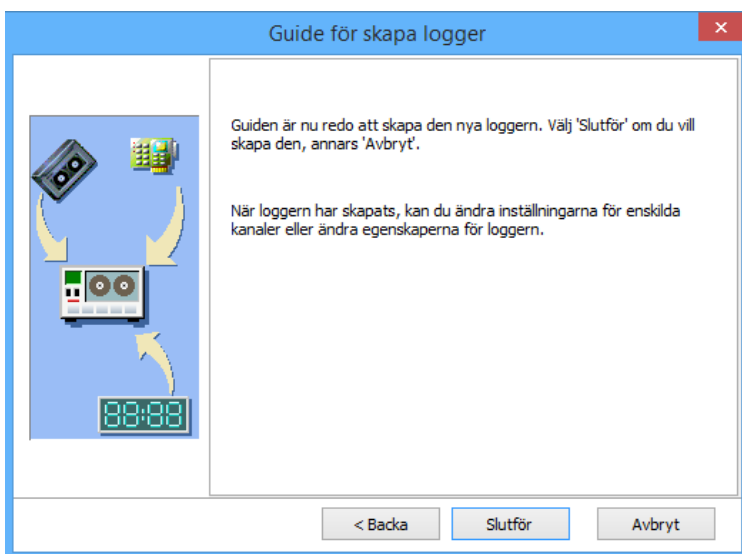 Guide för skapa logger
Guiden är nu redo att skapa den nya loggern. Välj 'Slutför' om du vill
skapa den, annars 'Avbryt'.
När loggern har skapats, kan du ändra inställningarna för enskilda
kanaler eller ändra egenskaperna för loggern.
88:88
< Backa
Slutför
Avbryt